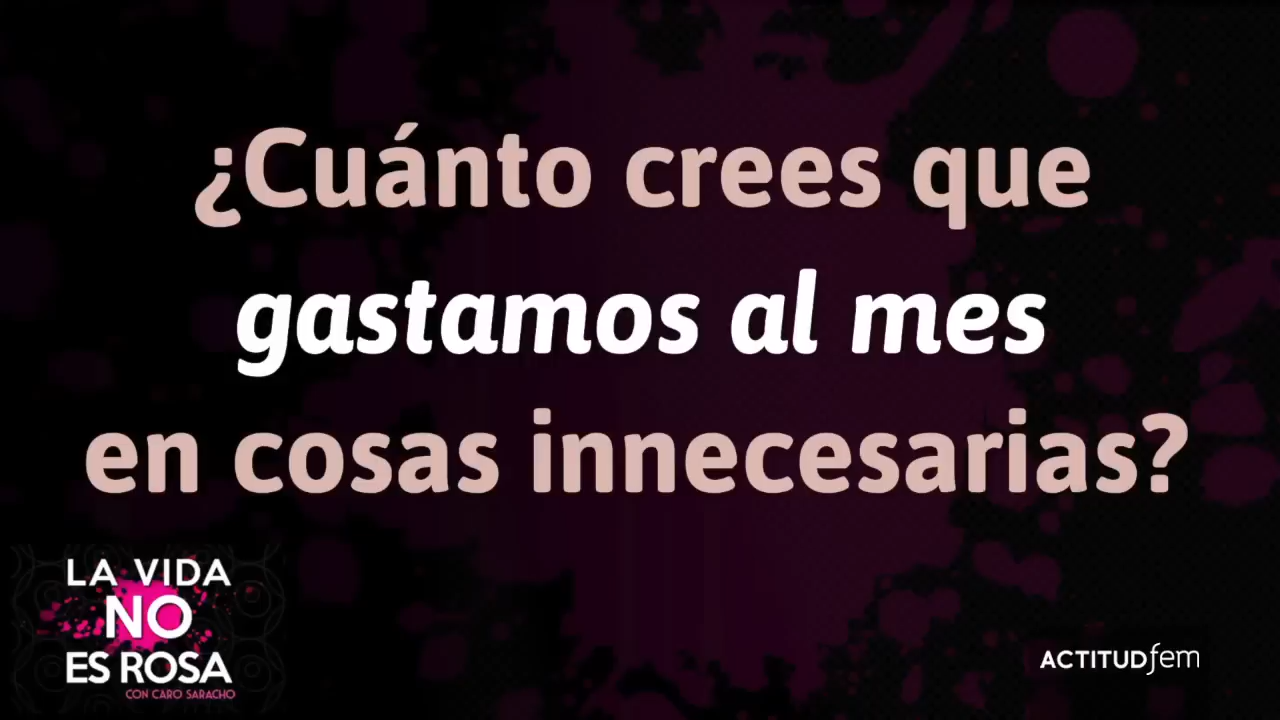 ¿Cuánto crees que
gastamos al mes
en cosas innecesarias?
LA VIDA
NO
ES ROSA
CON CARO SARACHO
ACTITUDfem